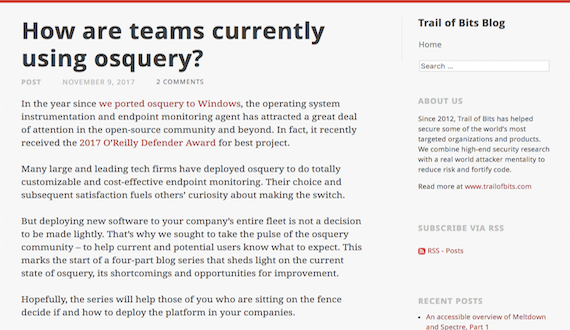 How are teams currently
using osquery?
POST NOVEMBER 9, 2017 2 COMMENTS
In the year since we ported osquery to Windows, the operating system
instrumentation and endpoint monitoring agent has attracted a great deal
of attention in the open-source community and beyond. In fact, it recently
received the 2017 O'Reilly Defender Award for best project.
Many large and leading tech firms have deployed osquery to do totally
customizable and cost-effective endpoint monitoring. Their choice and
subsequent satisfaction fuels others' curiosity about making the switch.
But deploying new software to your company's entire fleet is not a decision
to be made lightly. That's why we sought to take the pulse of the osquery
community – to help current and potential users know what to expect. This
marks the start of a four-part blog series that sheds light on the current
state of osquery, its shortcomings and opportunities for improvement.
Hopefully, the series will help those of you who are sitting on the fence
decide if and how to deploy the platform in your companies.
Trail of Bits Blog
Home
Search ...
ABOUT US
Since 2012, Trail of Bits has helped
secure some of the world's most
targeted organizations and products.
We combine high-end security research
with a real world attacker mentality to
reduce risk and fortify code.
Read more at www.trailofbits.com
SUBSCRIBE VIA RSS
RSS - Posts
RECENT POSTS
An accessible overview of Meltdown
and Spectre, Part 1